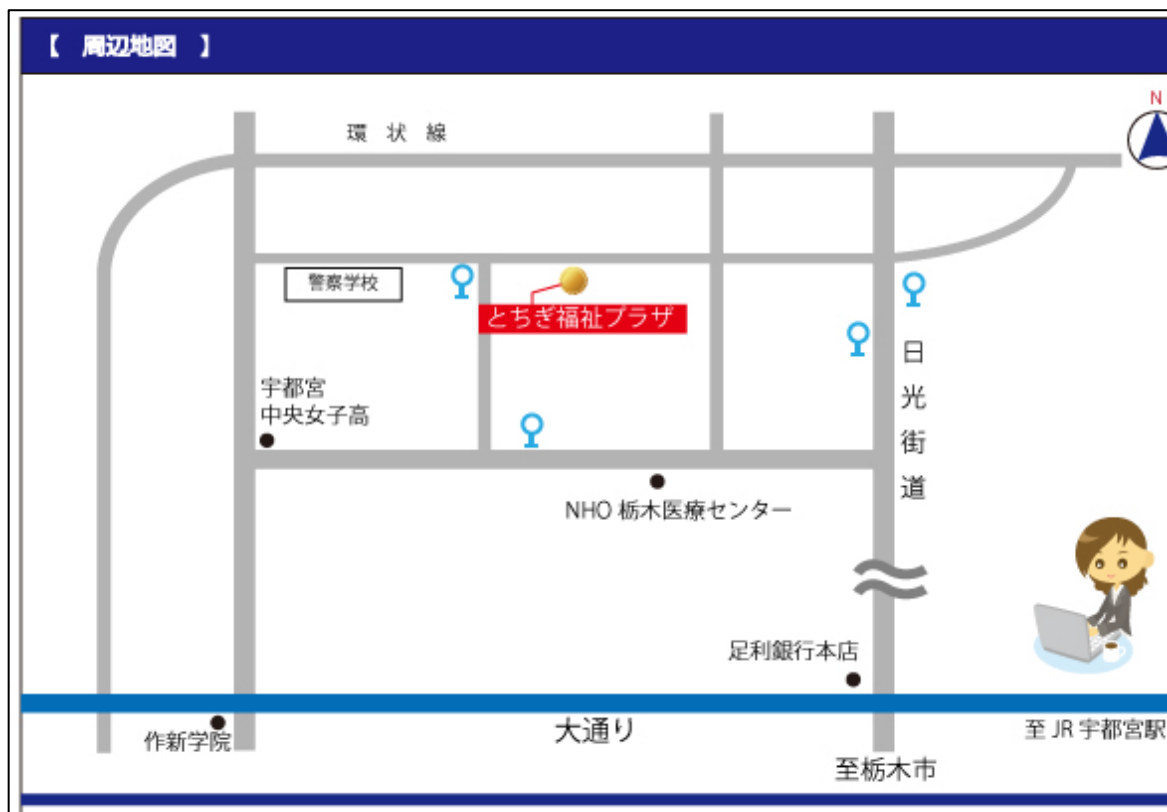 【 周辺地図 】
N
環状線
警察学校
とちぎ福祉プラザ
宇都宮
中央女子高
日光街道
NHO 栃木医療センター
足利銀行本店
作新学院
大通り
至 JR 宇都宮駅
至栃木市